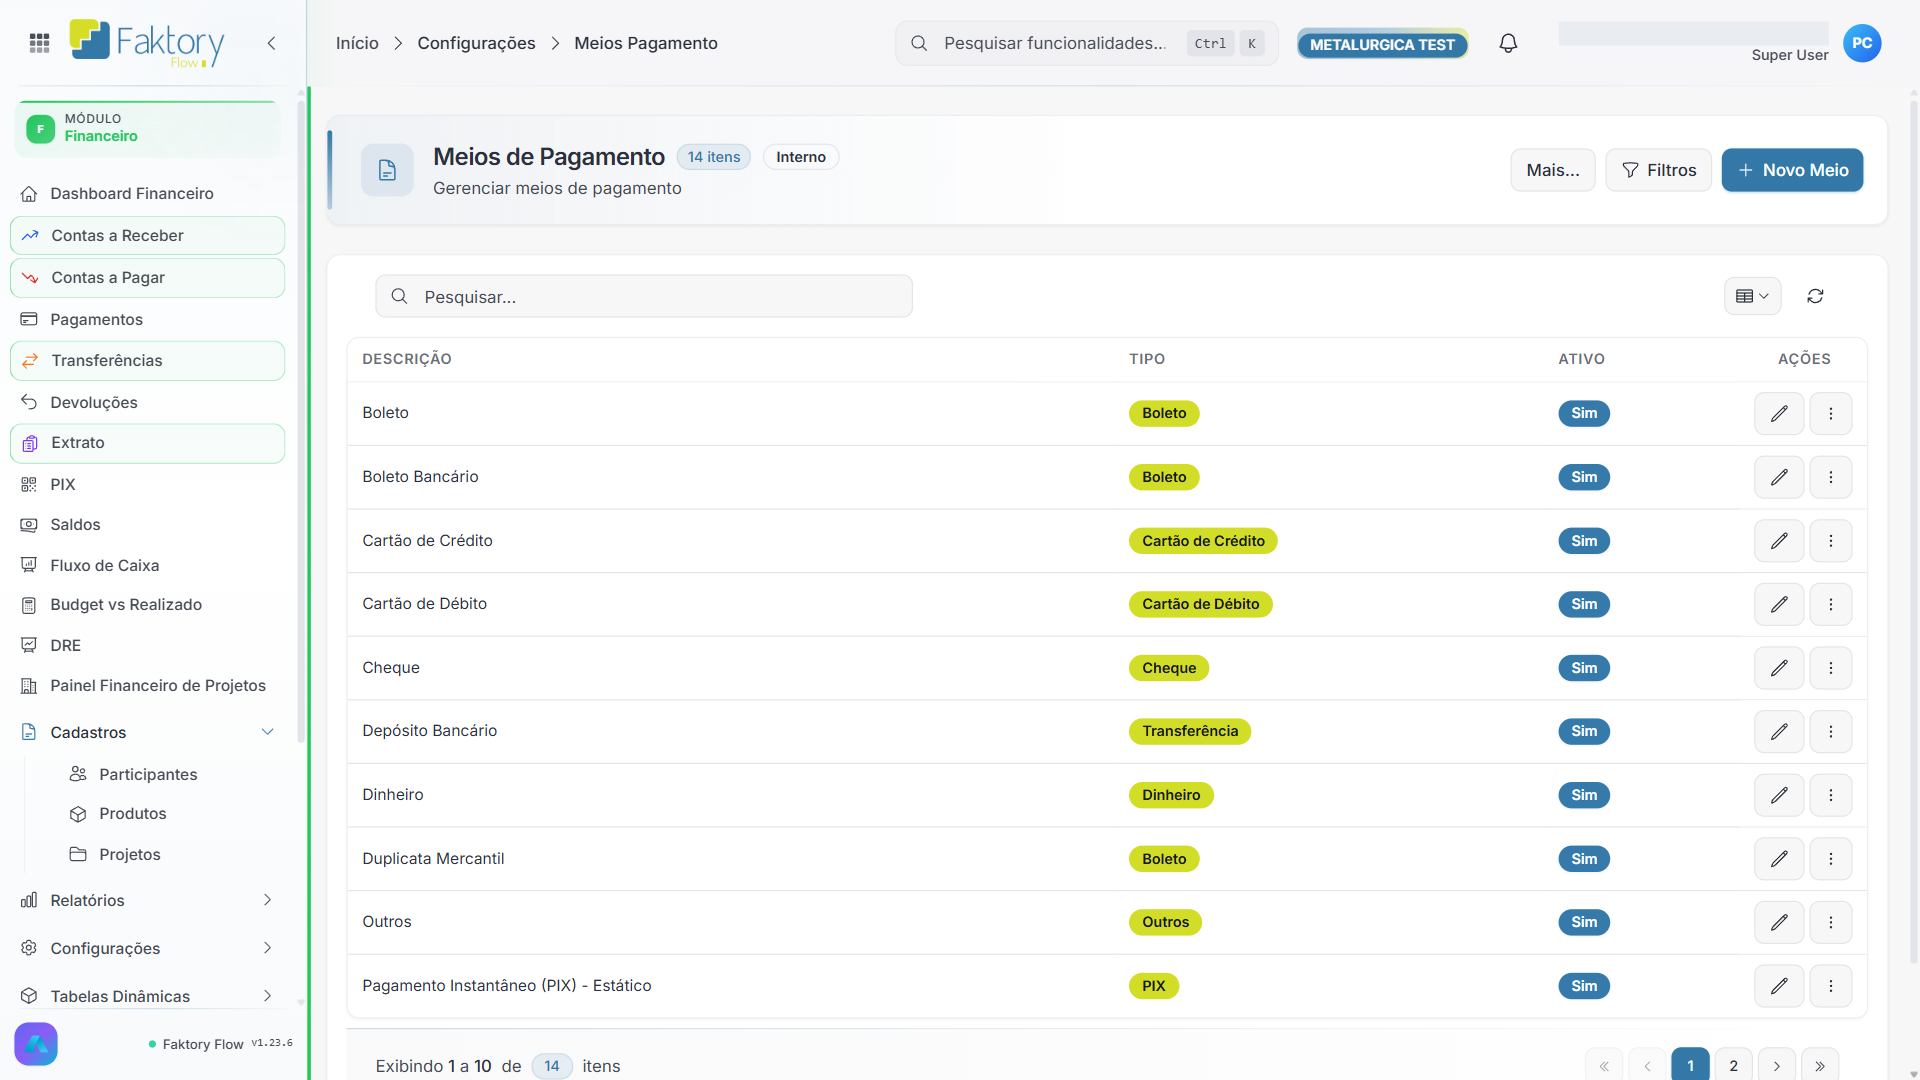 Faktory
Flow
Início > Configurações > Meios Pagamento
Pesquisar funcionalidades... Ctrl K
METALURGICA TEST
Super User
PC
F
MÓDULO
Financeiro
Dashboard Financeiro
Contas a Receber
Contas a Pagar
Pagamentos
Transferências
Devoluções
Extrato
PIX
Saldos
Fluxo de Caixa
Budget vs Realizado
DRE
Painel Financeiro de Projetos
Cadastros
Participantes
Produtos
Projetos
Relatórios
Configurações
Tabelas Dinâmicas
Faktory Flow v1.23.6
Meios de Pagamento 14 itens Interno
Gerenciar meios de pagamento
Mais... Filtros + Novo Meio
Pesquisar...
DESCRIÇÃO TIPO ATIVO AÇÕES
Boleto Boleto Sim
Boleto Bancário Boleto Sim
Cartão de Crédito Cartão de Crédito Sim
Cartão de Débito Cartão de Débito Sim
Cheque Cheque Sim
Depósito Bancário Transferência Sim
Dinheiro Dinheiro Sim
Duplicata Mercantil Boleto Sim
Outros Outros Sim
Pagamento Instantâneo (PIX) - Estático PIX Sim
Exibindo 1 a 10 de 14 itens
« ‹ 1 2 › »